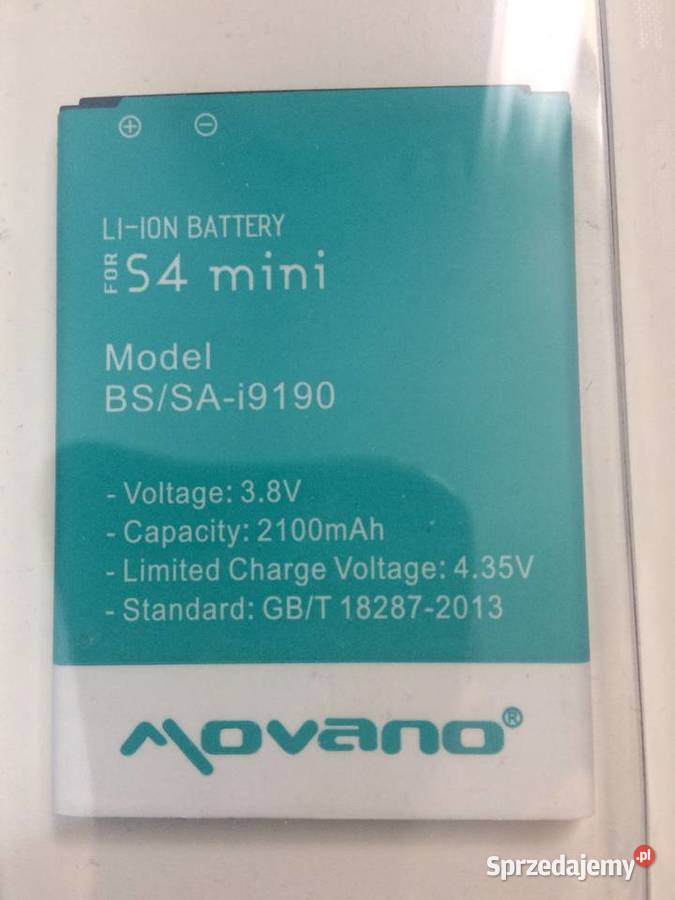 ⊕ ⊖
LI-ION BATTERY
FOR S4 mini
Model
BS/SA-i9190
- Voltage: 3.8V
- Capacity: 2100mAh
- Limited Charge Voltage: 4.35V
- Standard: GB/T 18287-2013
movano®
Sprzedajemy.pl